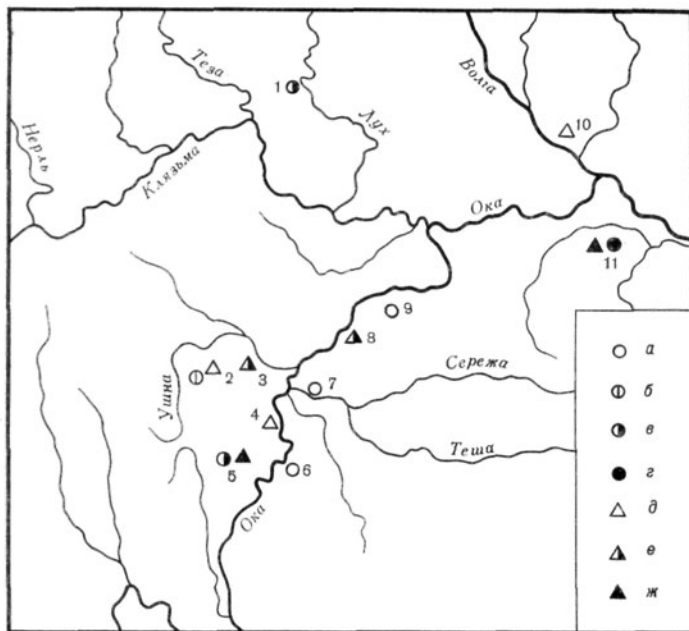 Теза
1
Лух
Волга
10
Нерль
Клязьма
Ока
11
9
8
Ушна
2
3
Сережа
7
4
Теша
5
6
Ока
а
б
в
г
д
е
ж